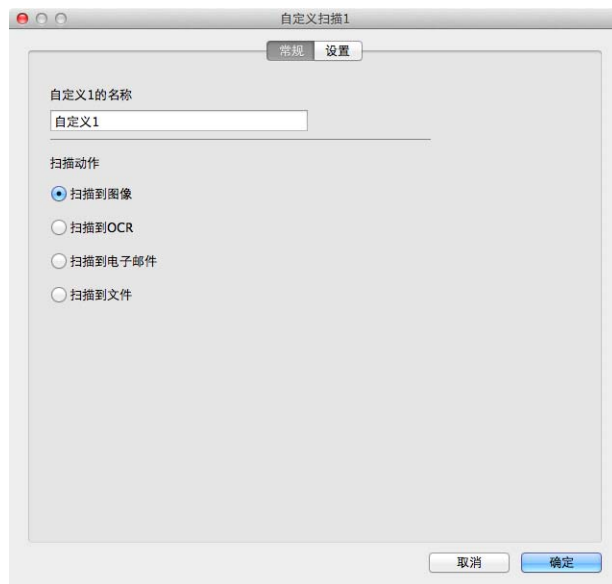 自定义扫描1
常规 设置
自定义1的名称
自定义1
扫描动作
扫描到图像
扫描到OCR
扫描到电子邮件
扫描到文件
取消 确定